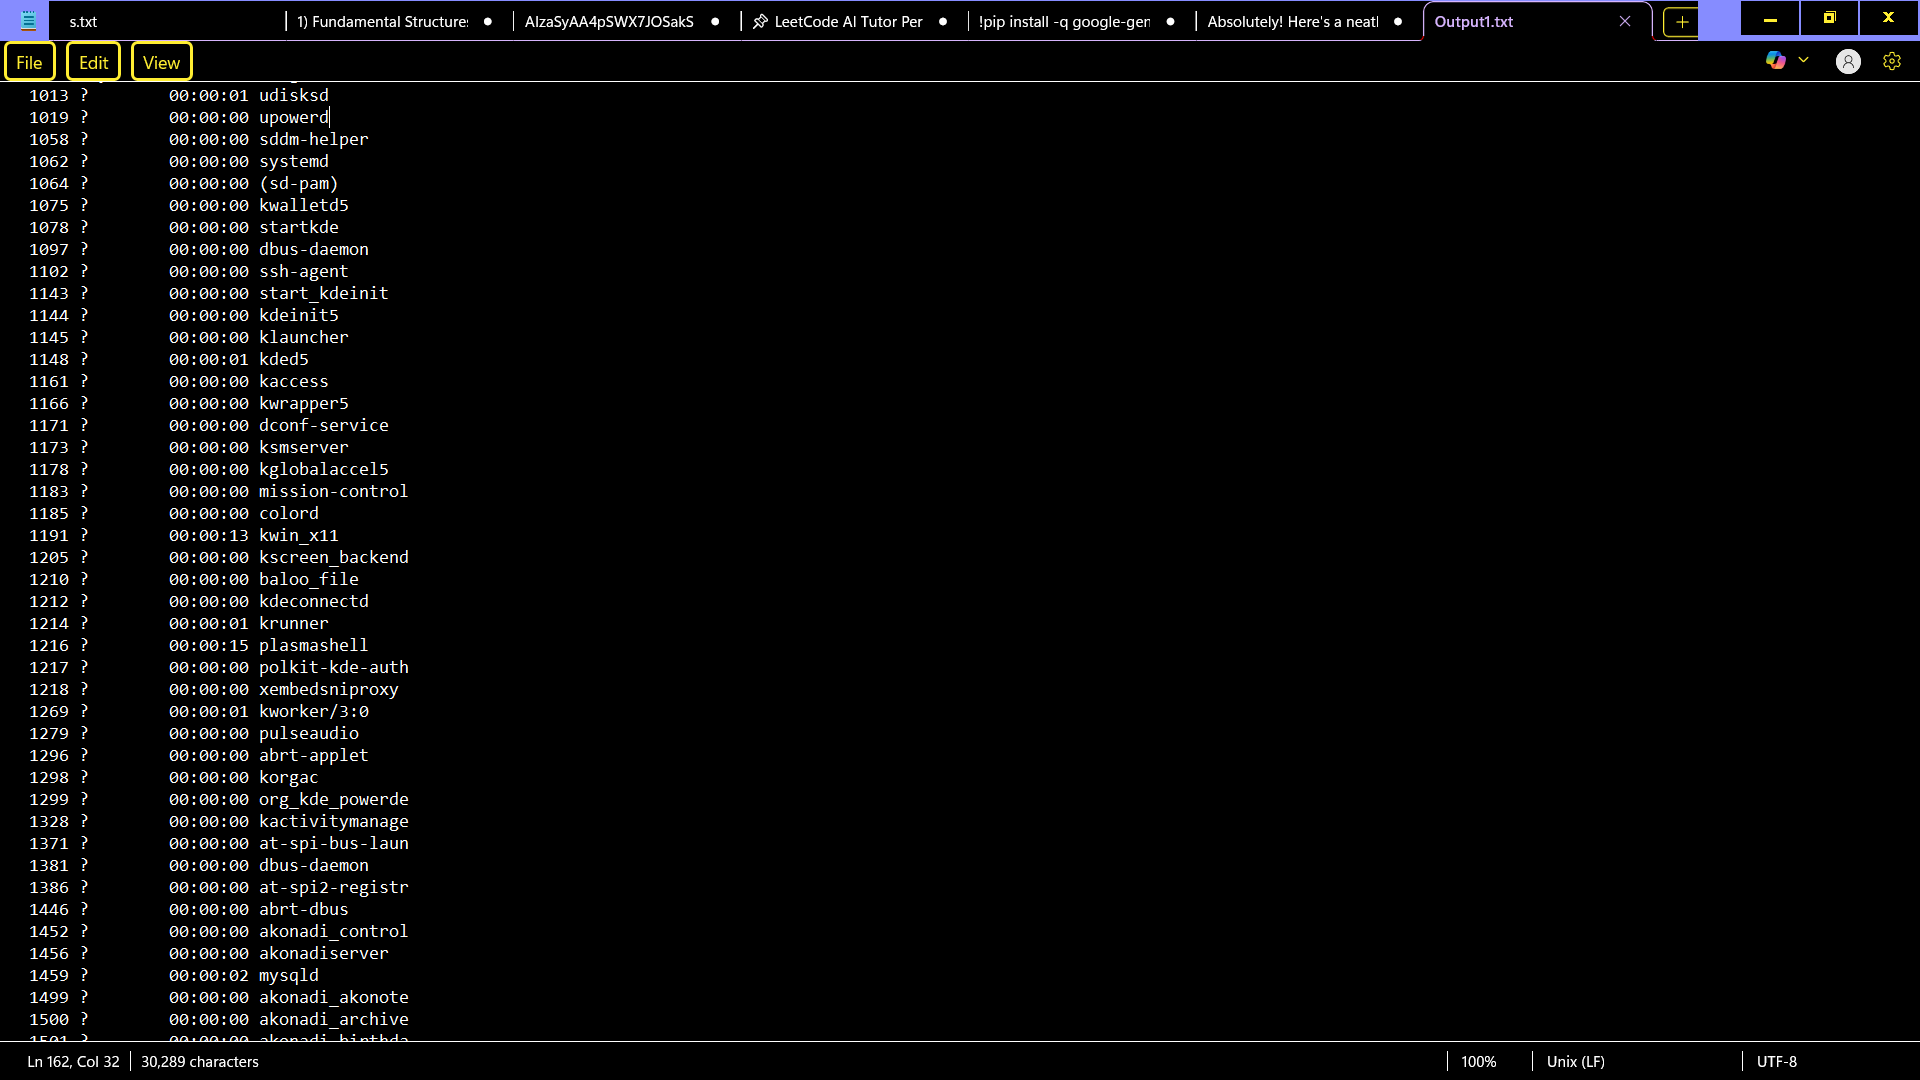 s.txt
1) Fundamental Structure
AIzaSyAA4pSWX7JOSakS
LeetCode AI Tutor Per
!pip install -q google-gen
Absolutely! Here's a neatl
Output1.txt
File
Edit
View
1013 ? 00:00:01 udisksd
1019 ? 00:00:00 upowerd
1058 ? 00:00:00 sddm-helper
1062 ? 00:00:00 systemd
1064 ? 00:00:00 (sd-pam)
1075 ? 00:00:00 kwalletd5
1078 ? 00:00:00 startkde
1097 ? 00:00:00 dbus-daemon
1102 ? 00:00:00 ssh-agent
1143 ? 00:00:00 start_kdeinit
1144 ? 00:00:00 kdeinit5
1145 ? 00:00:00 klauncher
1148 ? 00:00:01 kded5
1161 ? 00:00:00 kaccess
1166 ? 00:00:00 kwrapper5
1171 ? 00:00:00 dconf-service
1173 ? 00:00:00 ksmserver
1178 ? 00:00:00 kglobalaccel5
1183 ? 00:00:00 mission-control
1185 ? 00:00:00 colord
1191 ? 00:00:13 kwin_x11
1205 ? 00:00:00 kscreen_backend
1210 ? 00:00:00 baloo_file
1212 ? 00:00:00 kdeconnectd
1214 ? 00:00:01 krunner
1216 ? 00:00:15 plasmashell
1217 ? 00:00:00 polkit-kde-auth
1218 ? 00:00:00 xembedsniproxy
1269 ? 00:00:01 kworker/3:0
1279 ? 00:00:00 pulseaudio
1296 ? 00:00:00 abrt-applet
1298 ? 00:00:00 korgac
1299 ? 00:00:00 org_kde_powerde
1328 ? 00:00:00 kactivitymanage
1371 ? 00:00:00 at-spi-bus-laun
1381 ? 00:00:00 dbus-daemon
1386 ? 00:00:00 at-spi2-registr
1446 ? 00:00:00 abrt-dbus
1452 ? 00:00:00 akonadi_control
1456 ? 00:00:00 akonadiserver
1459 ? 00:00:02 mysqld
1499 ? 00:00:00 akonadi_akonote
1500 ? 00:00:00 akonadi_archive
1501 ? 00:00:00 akonadi_birthda
Ln 162, Col 32
30,289 characters
100%
Unix (LF)
UTF-8